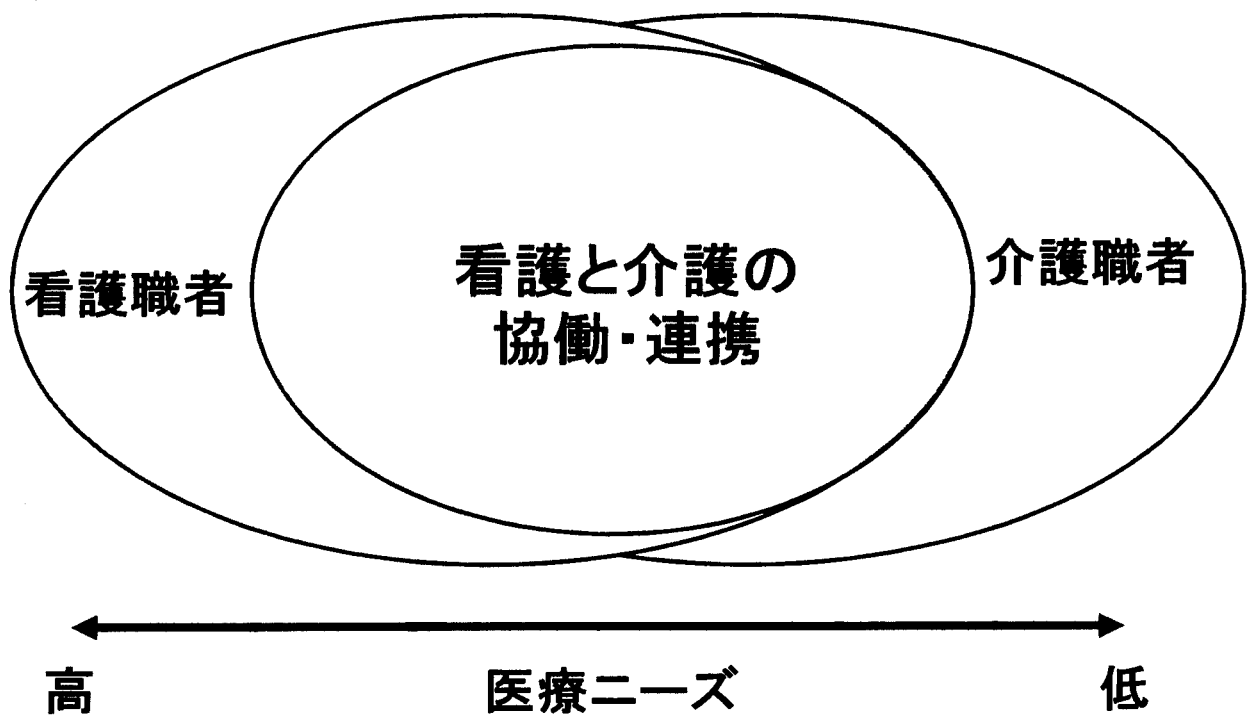 看護職者
看護と介護の
協働・連携
介護職者
高
医療ニーズ
低